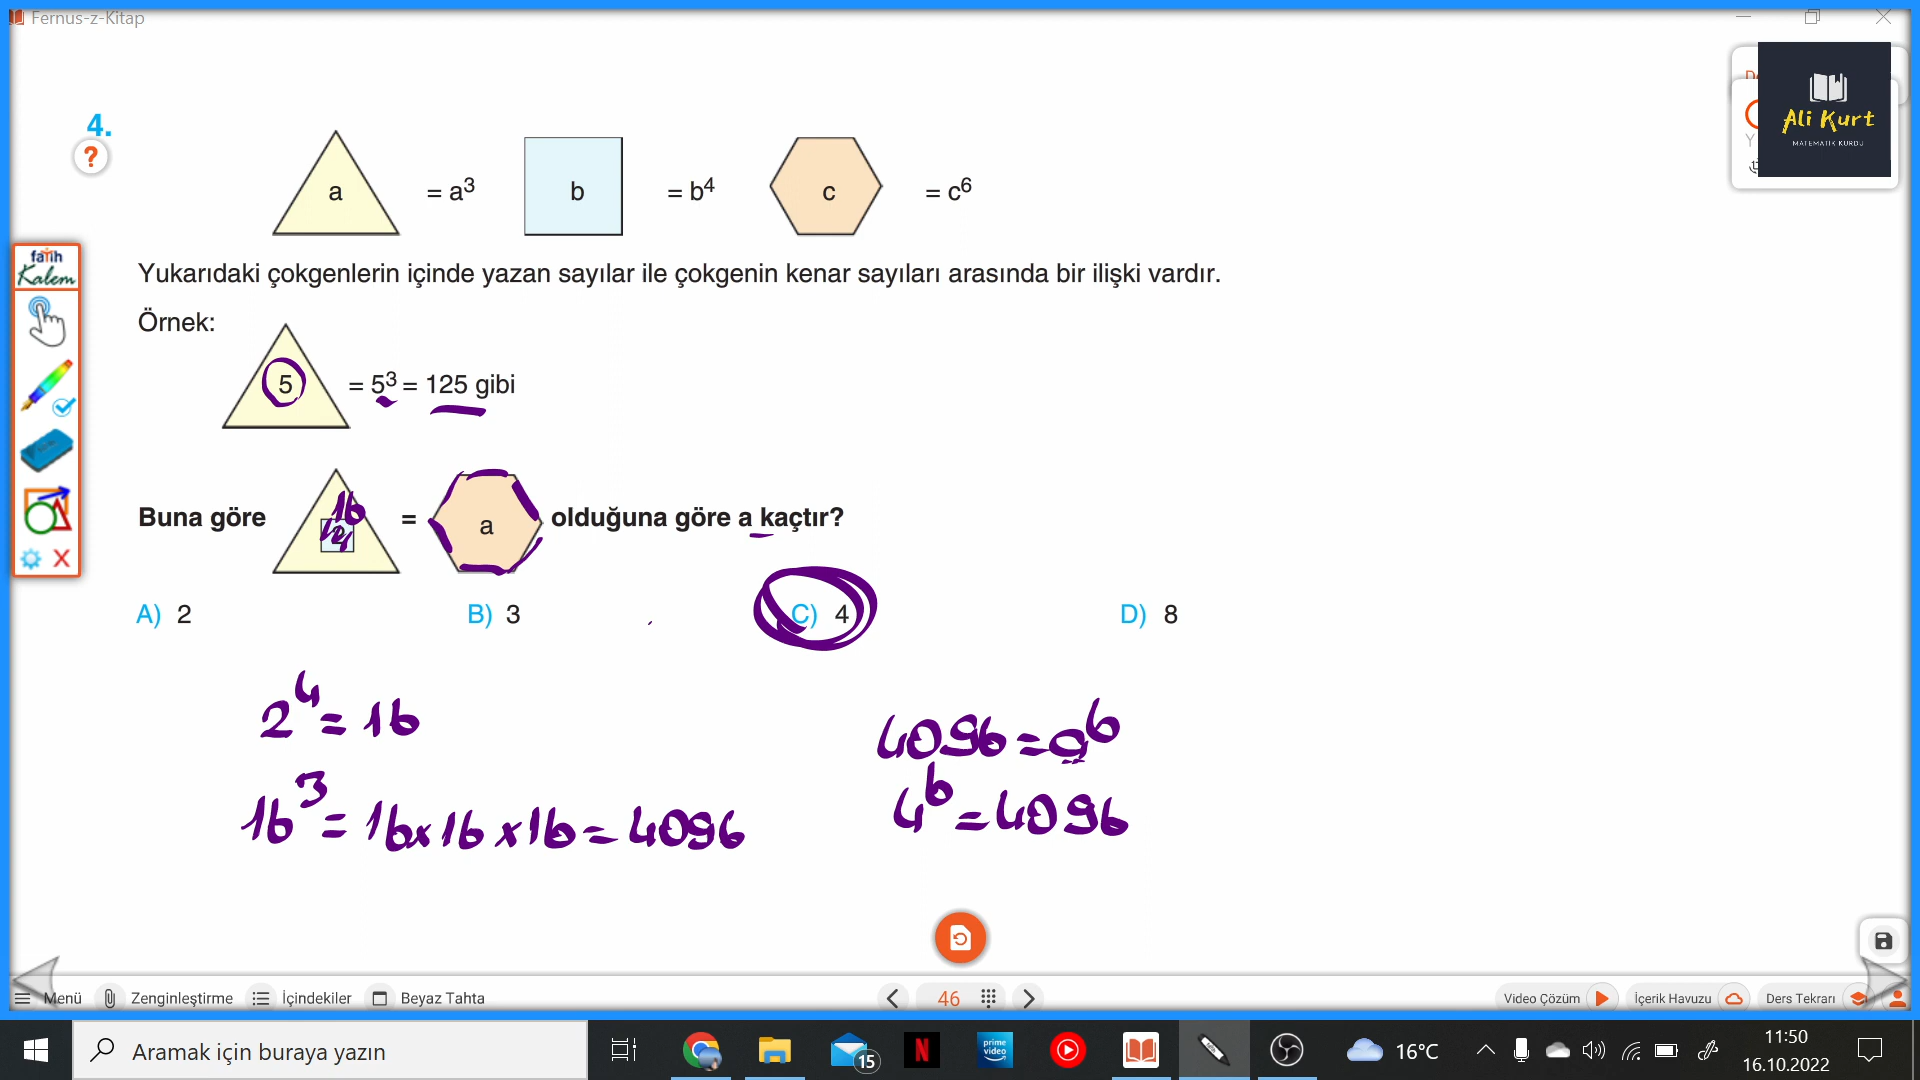 Fernus-z-Kitap
Ali Kurt
MATEMATİK KURDU
4.
?
a = a³ b = b⁴ c = c⁶
Yukarıdaki çokgenlerin içinde yazan sayılar ile çokgenin kenar sayıları arasında bir ilişki vardır.
fatih
Kalem
Örnek:
5 = 5³ = 125 gibi
16
Buna göre = a olduğuna göre a kaçtır?
A) 2 B) 3 C) 4 D) 8
2⁴ = 16
4096 = a⁶
16³ = 16x16x16 = 4096
4⁶ = 4096
Menü Zenginleştirme İçindekiler Beyaz Tahta 46 Video Çözüm İçerik Havuzu Ders Tekrarı
Aramak için buraya yazın
N
prime video
15
16°C
11:50
16.10.2022